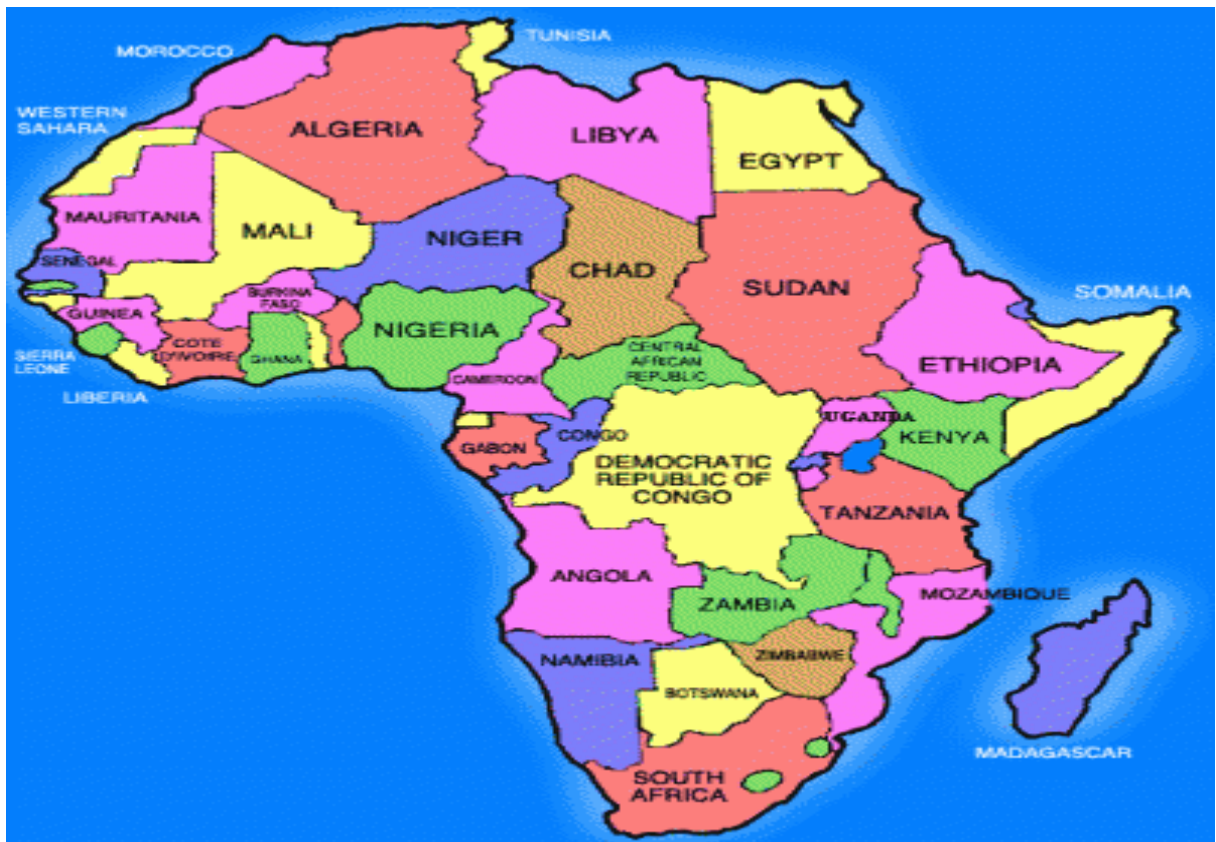 TUNISIA
MOROCCO
WESTERN
SAHARA
ALGERIA
LIBYA
EGYPT
MAURITANIA
MALI
NIGER
CHAD
SUDAN
SENEGAL
BURKINA
FASO
GUINEA
NIGERIA
SOMALIA
SIERRA
LEONE
COTE
D'IVOIRE
GHANA
CENTRAL
AFRICAN
REPUBLIC
ETHIOPIA
LIBERIA
CAMEROON
UGANDA
KENYA
GABON
CONGO
DEMOCRATIC
REPUBLIC OF
CONGO
TANZANIA
ANGOLA
ZAMBIA
MOZAMBIQUE
NAMIBIA
ZIMBABWE
BOTSWANA
MADAGASCAR
SOUTH
AFRICA